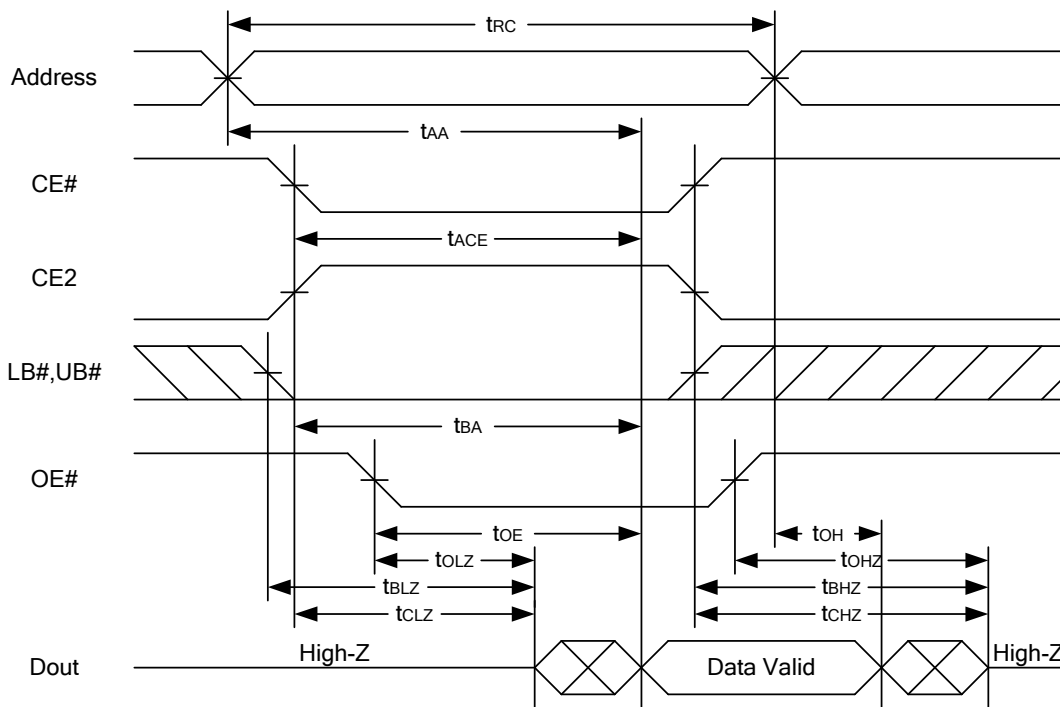 tRC
Address
tAA
CE#
tACE
CE2
LB#,UB#
tBA
OE#
tOE
tOH
tOLZ
tOHZ
tBLZ
tBHZ
tCLZ
tCHZ
Dout
High-Z
Data Valid
High-Z